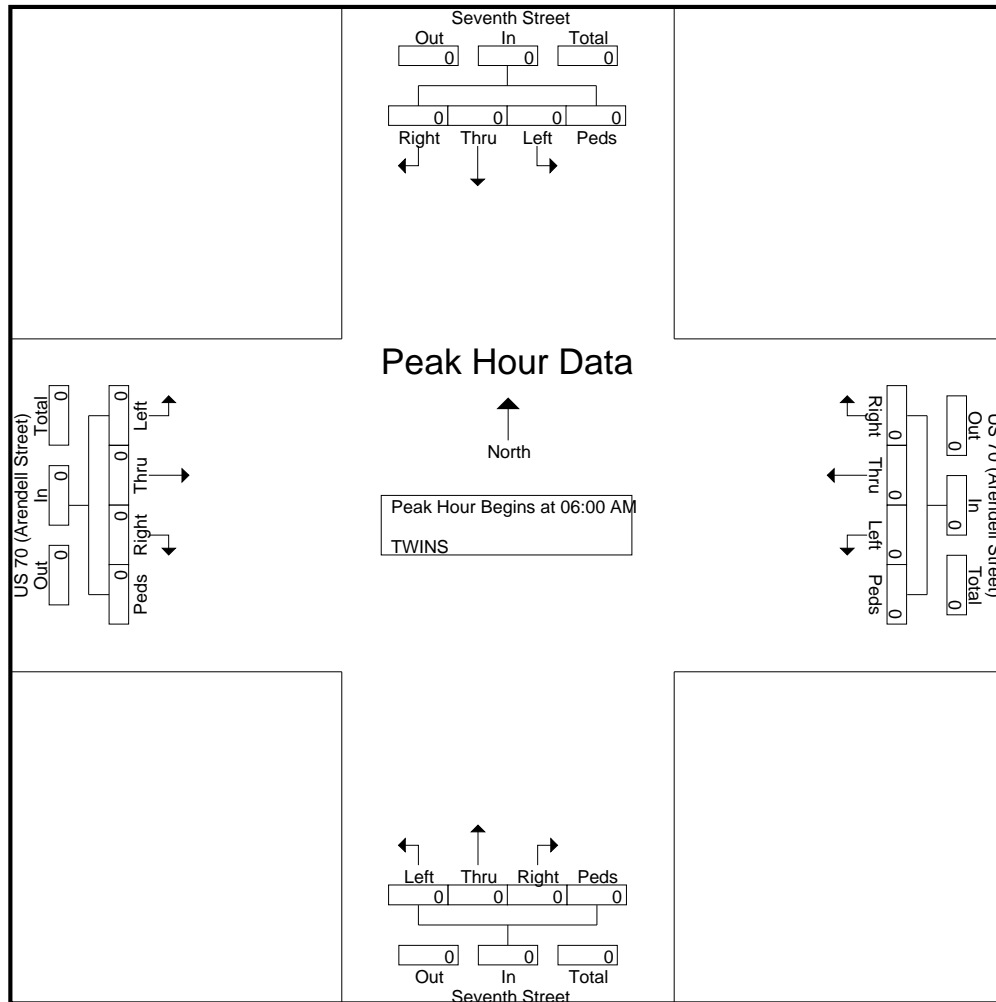 Seventh Street
Out In Total
0 0 0
0 0 0 0
Right Thru Left Peds
Peak Hour Data
North
Peak Hour Begins at 06:00 AM
TWINS
US 70 (Arendell Street)
Out In Total
0 0 0
0 0 0 0
Left Thru Right Peds
US 70 (Arendell Street)
Out In Total
0 0 0
0 0 0 0
Right Thru Left Peds
Left Thru Right Peds
0 0 0 0
0 0 0
Out In Total
Seventh Street